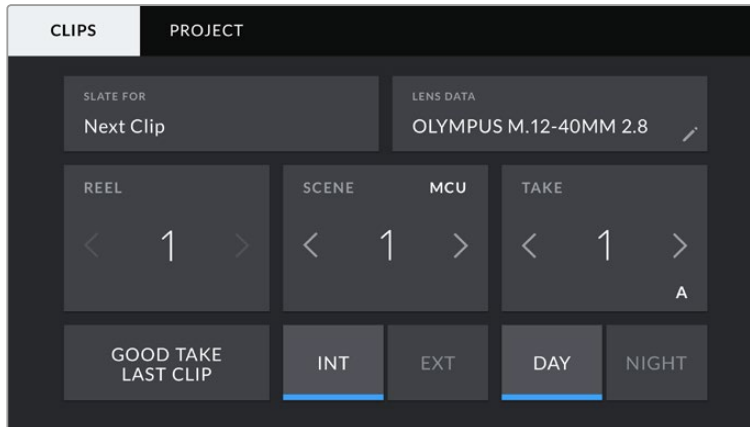 CLIPS PROJECT
SLATE FOR
Next Clip
LENS DATA
OLYMPUS M.12-40MM 2.8
REEL
1
SCENE MCU
1
TAKE
1
A
GOOD TAKE
LAST CLIP
INT
EXT
DAY
NIGHT